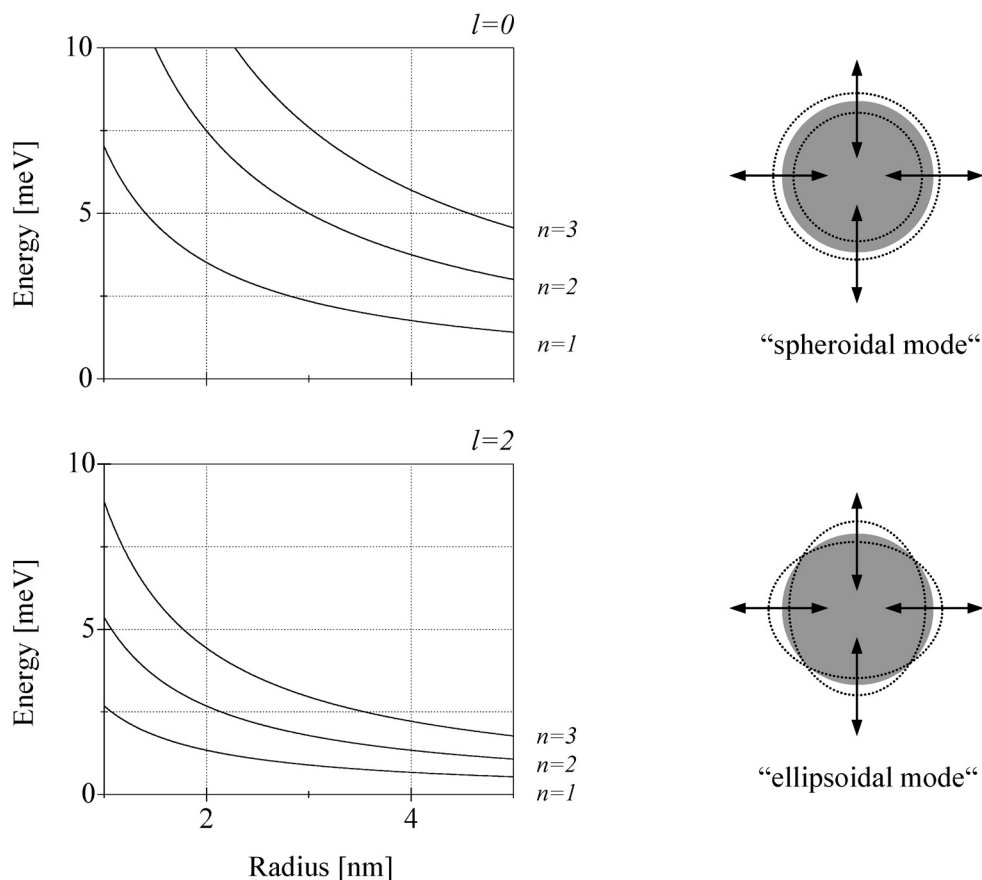 l=0
10
5
0
Energy [meV]
n=3
n=2
n=1
“spheroidal mode“
l=2
10
5
0
Energy [meV]
n=3
n=2
n=1
2
4
Radius [nm]
“ellipsoidal mode“